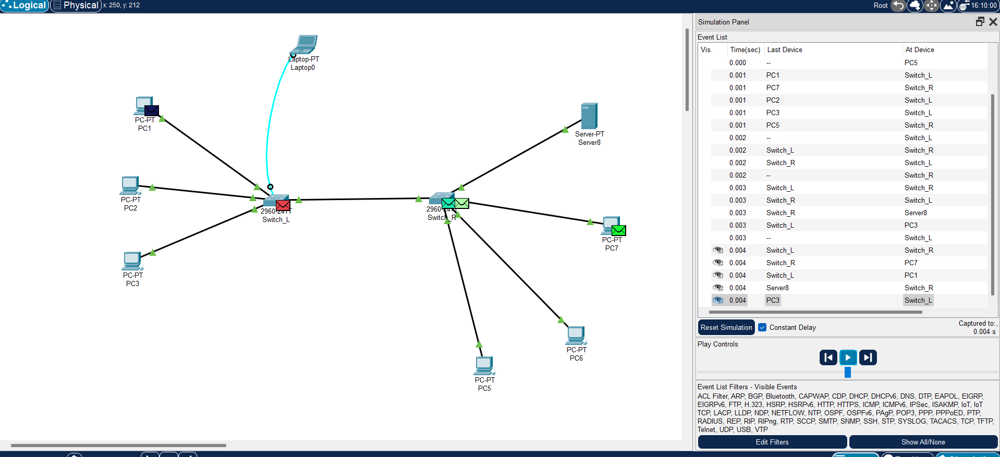 Logical Physical x: 250, y: 212
Root 16:10:00
Laptop-PT
Laptop0
PC-PT
PC1
Server-PT
Server8
PC-PT
PC2
Switch_L
Switch_R
PC-PT
PC7
PC-PT
PC3
PC-PT
PC6
PC-PT
PC5
Simulation Panel
Event List
Vis. Time(sec) Last Device At Device
0.000 -- PC5
0.001 PC1 Switch_L
0.001 PC7 Switch_R
0.001 PC2 Switch_L
0.001 PC3 Switch_L
0.001 PC5 Switch_R
0.002 -- Switch_L
0.002 Switch_L Switch_R
0.002 Switch_R Switch_L
0.002 -- Switch_R
0.003 Switch_L Switch_R
0.003 Switch_R Switch_L
0.003 Switch_R Server8
0.003 Switch_L PC3
0.003 -- Switch_L
0.004 Switch_L Switch_R
0.004 Switch_R PC7
0.004 Switch_L PC1
0.004 Server8 Switch_R
0.004 PC3 Switch_L
Reset Simulation Constant Delay Captured to:
0.004 s
Play Controls
Event List Filters - Visible Events
ACL Filter, ARP, BGP, Bluetooth, CAPWAP, CDP, DHCP, DHCPv6, DNS, DTP, EAPOL, EIGRP,
EIGRPv6, FTP, H.323, HSRP, HSRPv6, HTTP, HTTPS, ICMP, ICMPv6, IPSec, ISAKMP, IoT, IoT
TCP, LACP, LLDP, NDP, NETFLOW, NTP, OSPF, OSPFv6, PAgP, POP3, PPP, PPPoED, PTP,
RADIUS, REP, RIP, RIPng, RTP, SCCP, SMTP, SNMP, SSH, STP, SYSLOG, TACACS, TCP, TFTP,
Telnet, UDP, USB, VTP
Edit Filters Show All/None